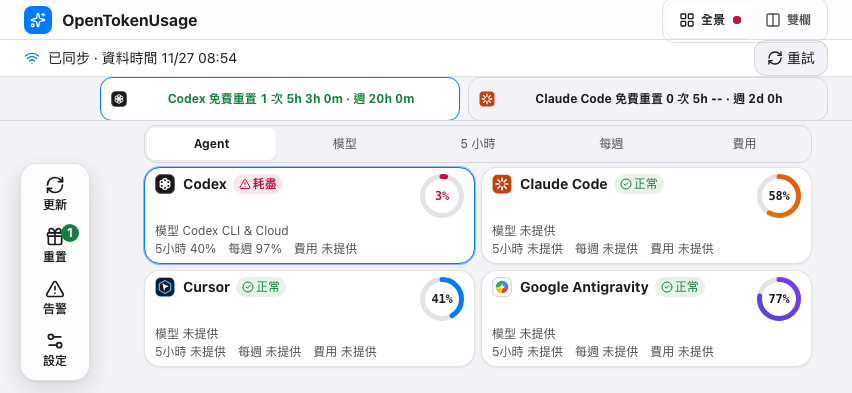 OpenTokenUsage
全景
雙欄
已同步 · 資料時間 11/27 08:54
重試
Codex 免費重置 1 次 5h 3h 0m · 週 20h 0m
Claude Code 免費重置 0 次 5h -- · 週 2d 0h
Agent
模型
5 小時
每週
費用
更新
重置
1
告警
設定
Codex
耗盡
3%
模型 Codex CLI & Cloud
5小時 40% 每週 97% 費用 未提供
Claude Code
正常
58%
模型 未提供
5小時 未提供 每週 未提供 費用 未提供
Cursor
正常
41%
模型 未提供
5小時 未提供 每週 未提供 費用 未提供
Google Antigravity
正常
77%
模型 未提供
5小時 未提供 每週 未提供 費用 未提供